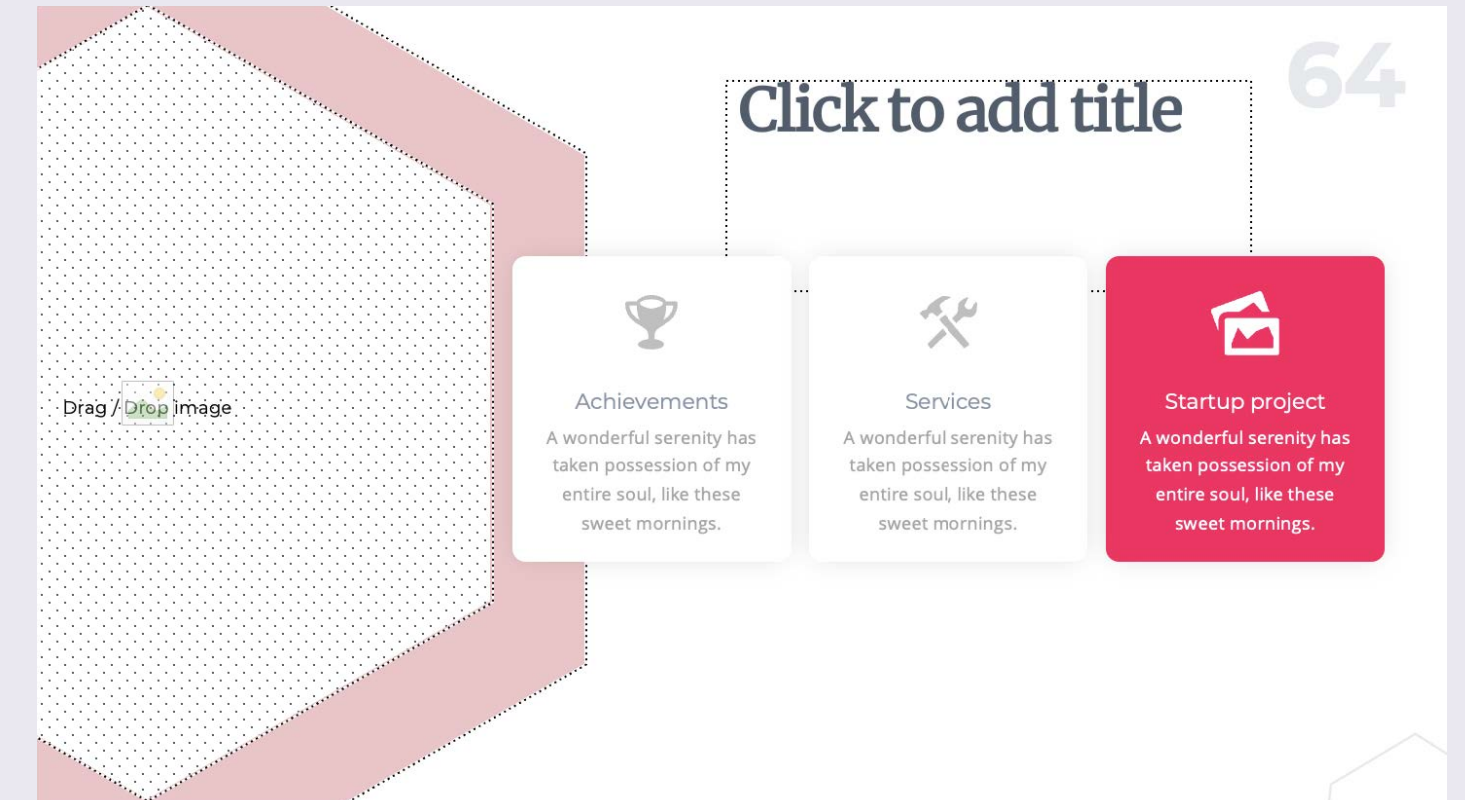 64
Click to add title
Drag / Drop image
Achievements
A wonderful serenity has
taken possession of my
entire soul, like these
sweet mornings.
Services
A wonderful serenity has
taken possession of my
entire soul, like these
sweet mornings.
Startup project
A wonderful serenity has
taken possession of my
entire soul, like these
sweet mornings.